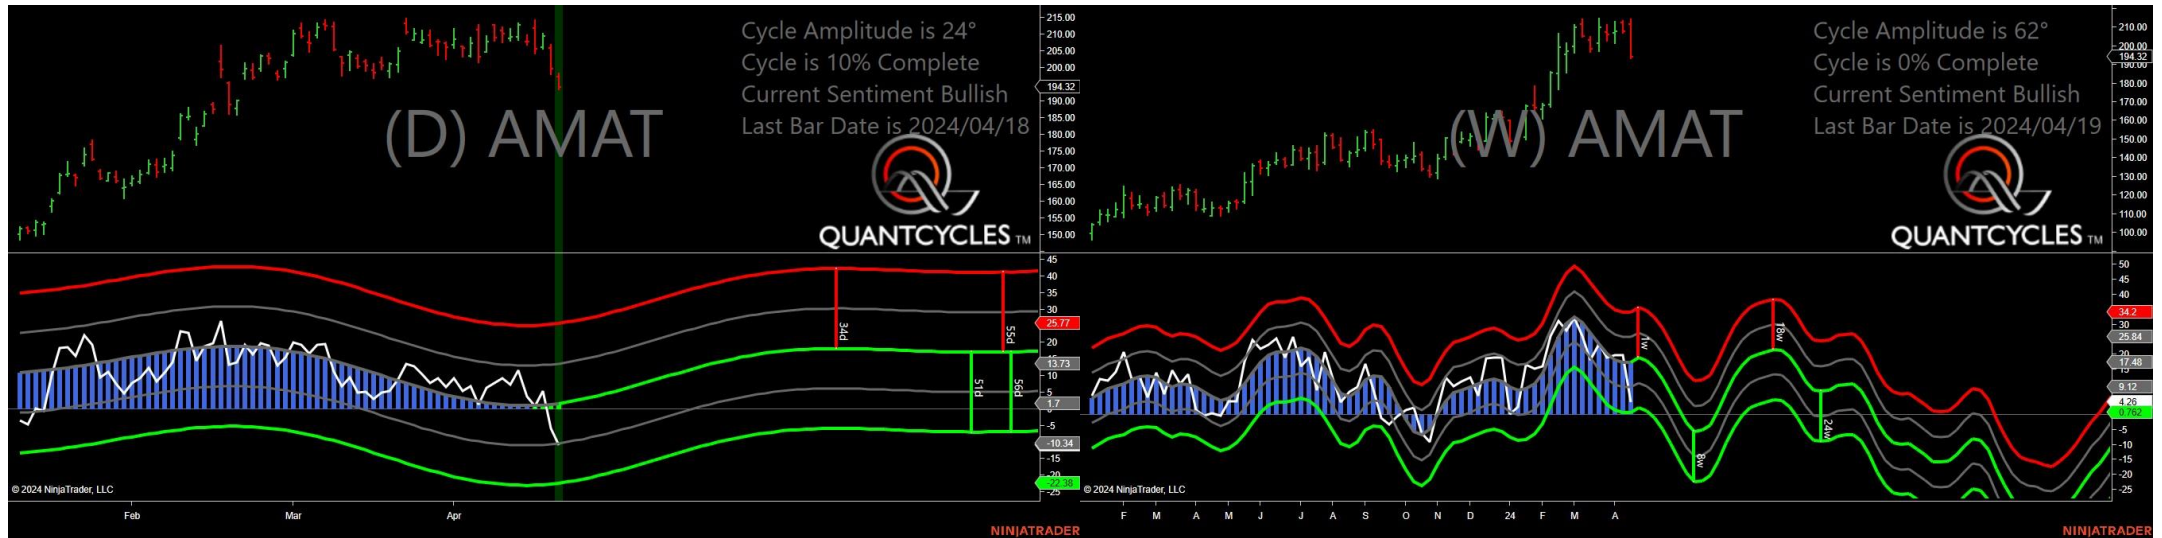 Cycle Amplitude is 24°
Cycle is 10% Complete
Current Sentiment Bullish
Last Bar Date is 2024/04/18
(D) AMAT
QUANTCYCLES TM
215.00
210.00
205.00
200.00
194.32
190.00
185.00
180.00
175.00
170.00
165.00
160.00
155.00
150.00
45
40
35
30
25.77
20
15
13.73
10
5
1.7
-5
-10.34
-15
-20
-22.38
-25
34d
55d
51d
56d
© 2024 NinjaTrader, LLC
Feb Mar Apr
NINJATRADER
Cycle Amplitude is 62°
Cycle is 0% Complete
Current Sentiment Bullish
Last Bar Date is 2024/04/19
(W) AMAT
QUANTCYCLES TM
210.00
200.00
194.32
190.00
180.00
170.00
160.00
150.00
140.00
130.00
120.00
110.00
100.00
50
45
40
34.2
30
25.84
20
17.48
15
9.12
4.26
0.762
-5
-10
-15
-20
-25
1w
18w
8w
24w
© 2024 NinjaTrader, LLC
F M A M J J A S O N D 24 F M A
NINJATRADER